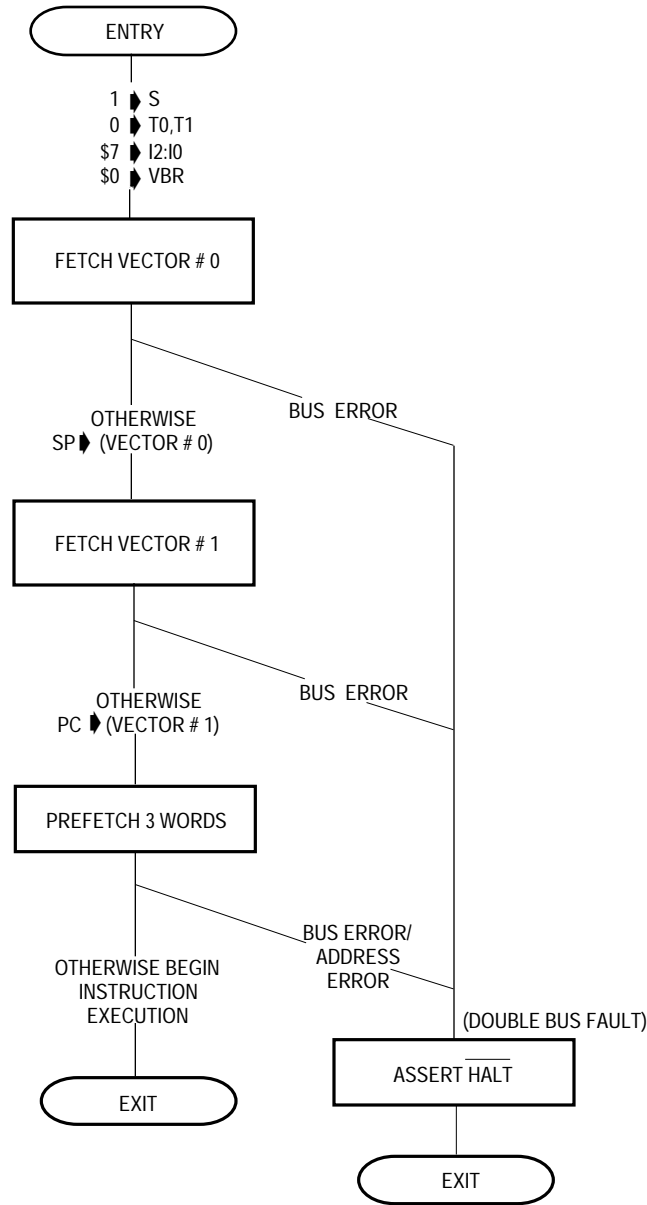 ENTRY
1 ➧ S
0 ➧ T0,T1
$7 ➧ I2:I0
$0 ➧ VBR
FETCH VECTOR # 0
BUS ERROR
OTHERWISE
SP ➧ (VECTOR # 0)
FETCH VECTOR # 1
BUS ERROR
OTHERWISE
PC ➧ (VECTOR # 1)
PREFETCH 3 WORDS
BUS ERROR/
ADDRESS
ERROR
OTHERWISE BEGIN
INSTRUCTION
EXECUTION
(DOUBLE BUS FAULT)
ASSERT H̅A̅L̅T̅
EXIT
EXIT